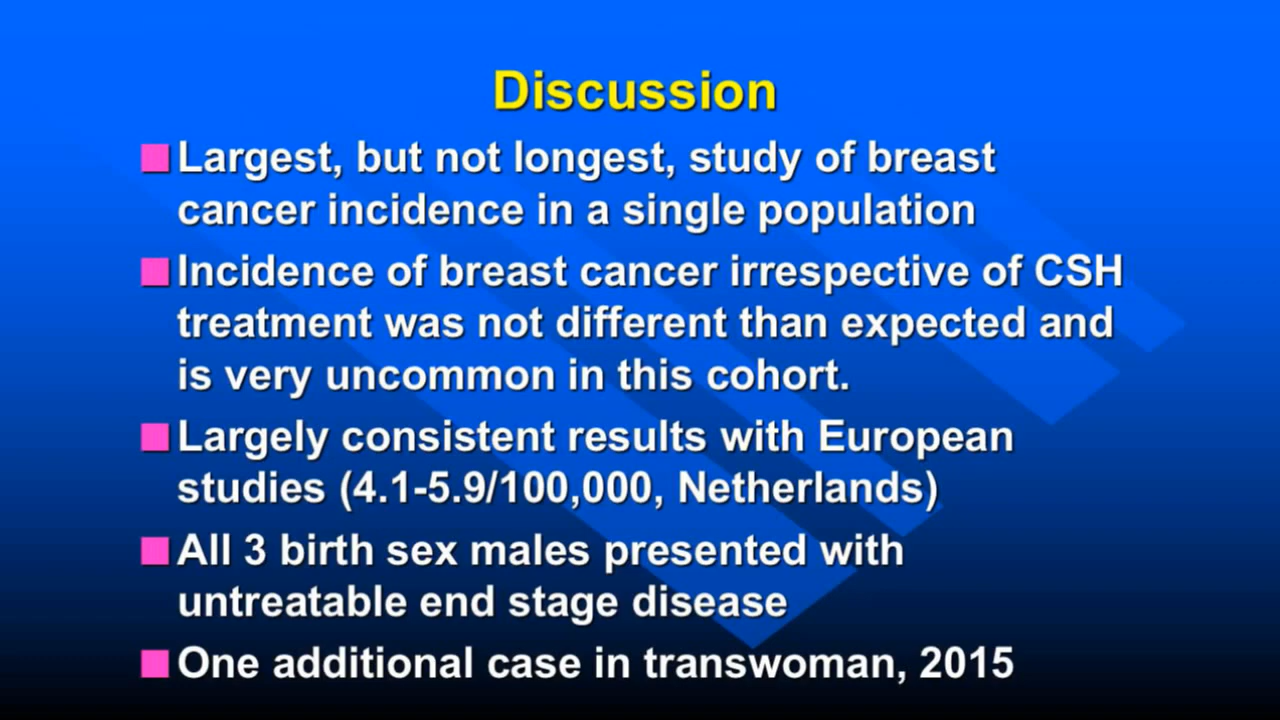 Discussion
Largest, but not longest, study of breast
cancer incidence in a single population
Incidence of breast cancer irrespective of CSH
treatment was not different than expected and
is very uncommon in this cohort.
Largely consistent results with European
studies (4.1-5.9/100,000, Netherlands)
All 3 birth sex males presented with
untreatable end stage disease
One additional case in transwoman, 2015